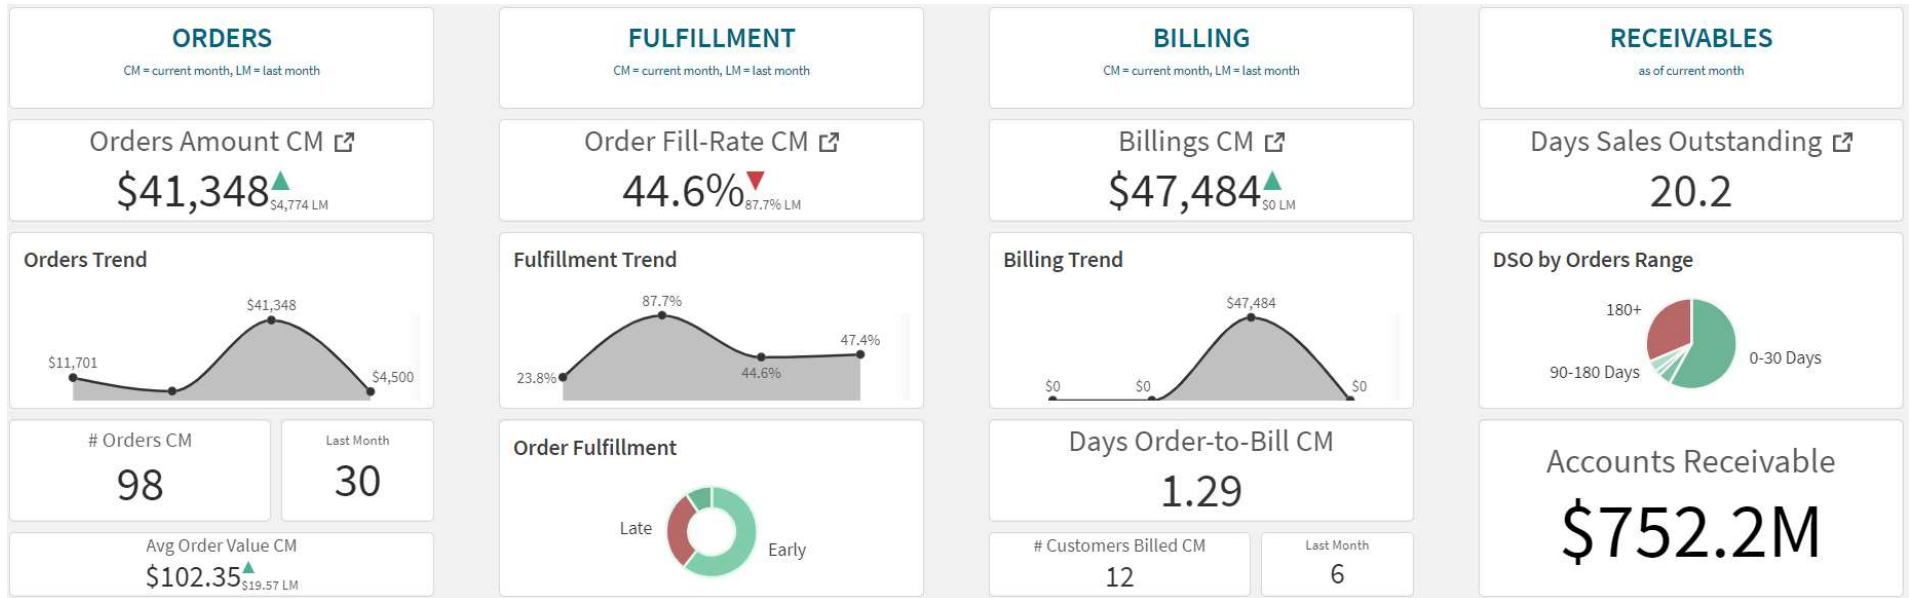 ORDERS
CM = current month, LM = last month
Orders Amount CM
$41,348
$4,774 LM
Orders Trend
$11,701
$41,348
$4,500
# Orders CM
98
Last Month
30
Avg Order Value CM
$102.35
$19.57 LM
FULFILLMENT
CM = current month, LM = last month
Order Fill-Rate CM
44.6%
87.7% LM
Fulfillment Trend
23.8%
87.7%
44.6%
47.4%
Order Fulfillment
Late
Early
BILLING
CM = current month, LM = last month
Billings CM
$47,484
$0 LM
Billing Trend
$0
$0
$47,484
$0
Days Order-to-Bill CM
1.29
# Customers Billed CM
12
Last Month
6
RECEIVABLES
as of current month
Days Sales Outstanding
20.2
DSO by Orders Range
180+
90-180 Days
0-30 Days
Accounts Receivable
$752.2M